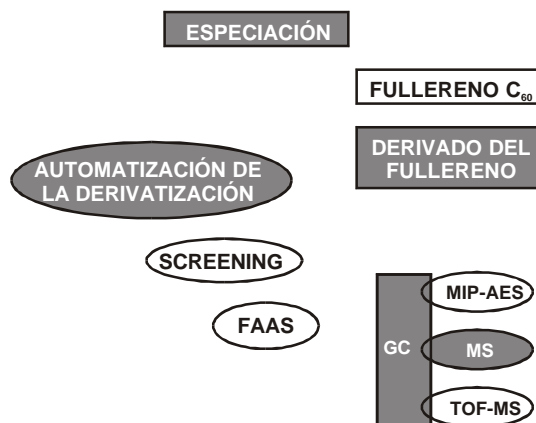 ESPECIACIÓN
FULLERENO C₆₀
DERIVADO DEL
FULLERENO
AUTOMATIZACIÓN DE
LA DERIVATIZACIÓN
SCREENING
FAAS
GC
MIP-AES
MS
TOF-MS